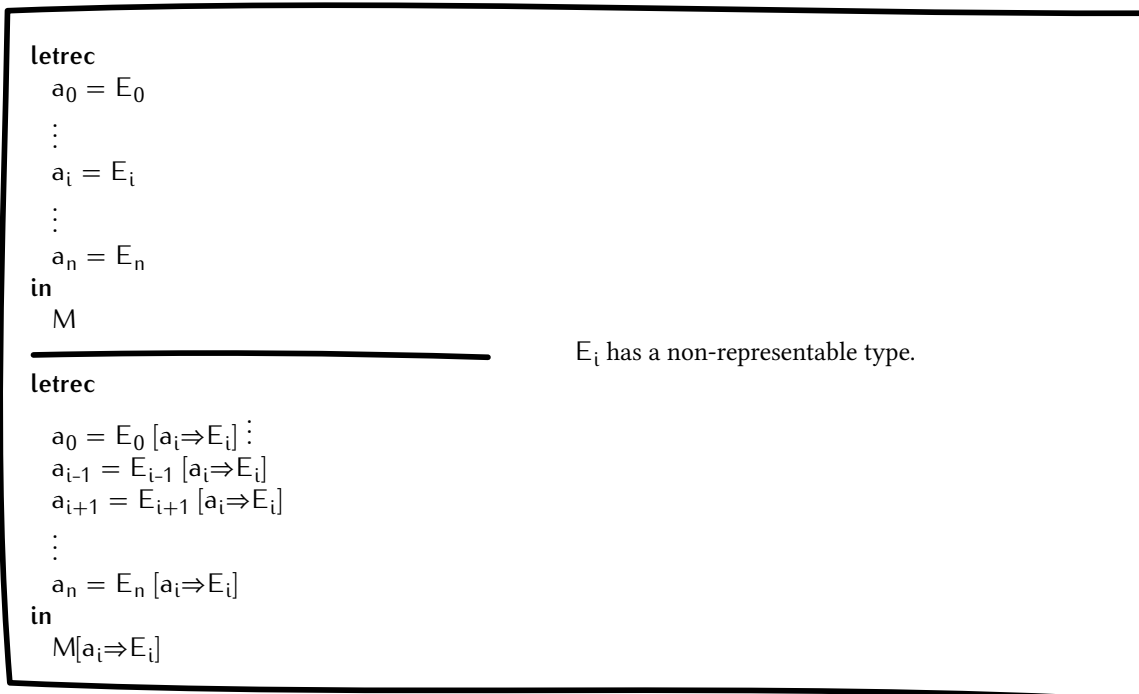 letrec
a₀ = E₀
⋮
aᵢ = Eᵢ
⋮
aₙ = Eₙ
in
M
Eᵢ has a non-representable type.
letrec
a₀ = E₀ [aᵢ⇒Eᵢ] ⋮
aᵢ₋₁ = Eᵢ₋₁ [aᵢ⇒Eᵢ]
aᵢ₊₁ = Eᵢ₊₁ [aᵢ⇒Eᵢ]
⋮
aₙ = Eₙ [aᵢ⇒Eᵢ]
in
M[aᵢ⇒Eᵢ]